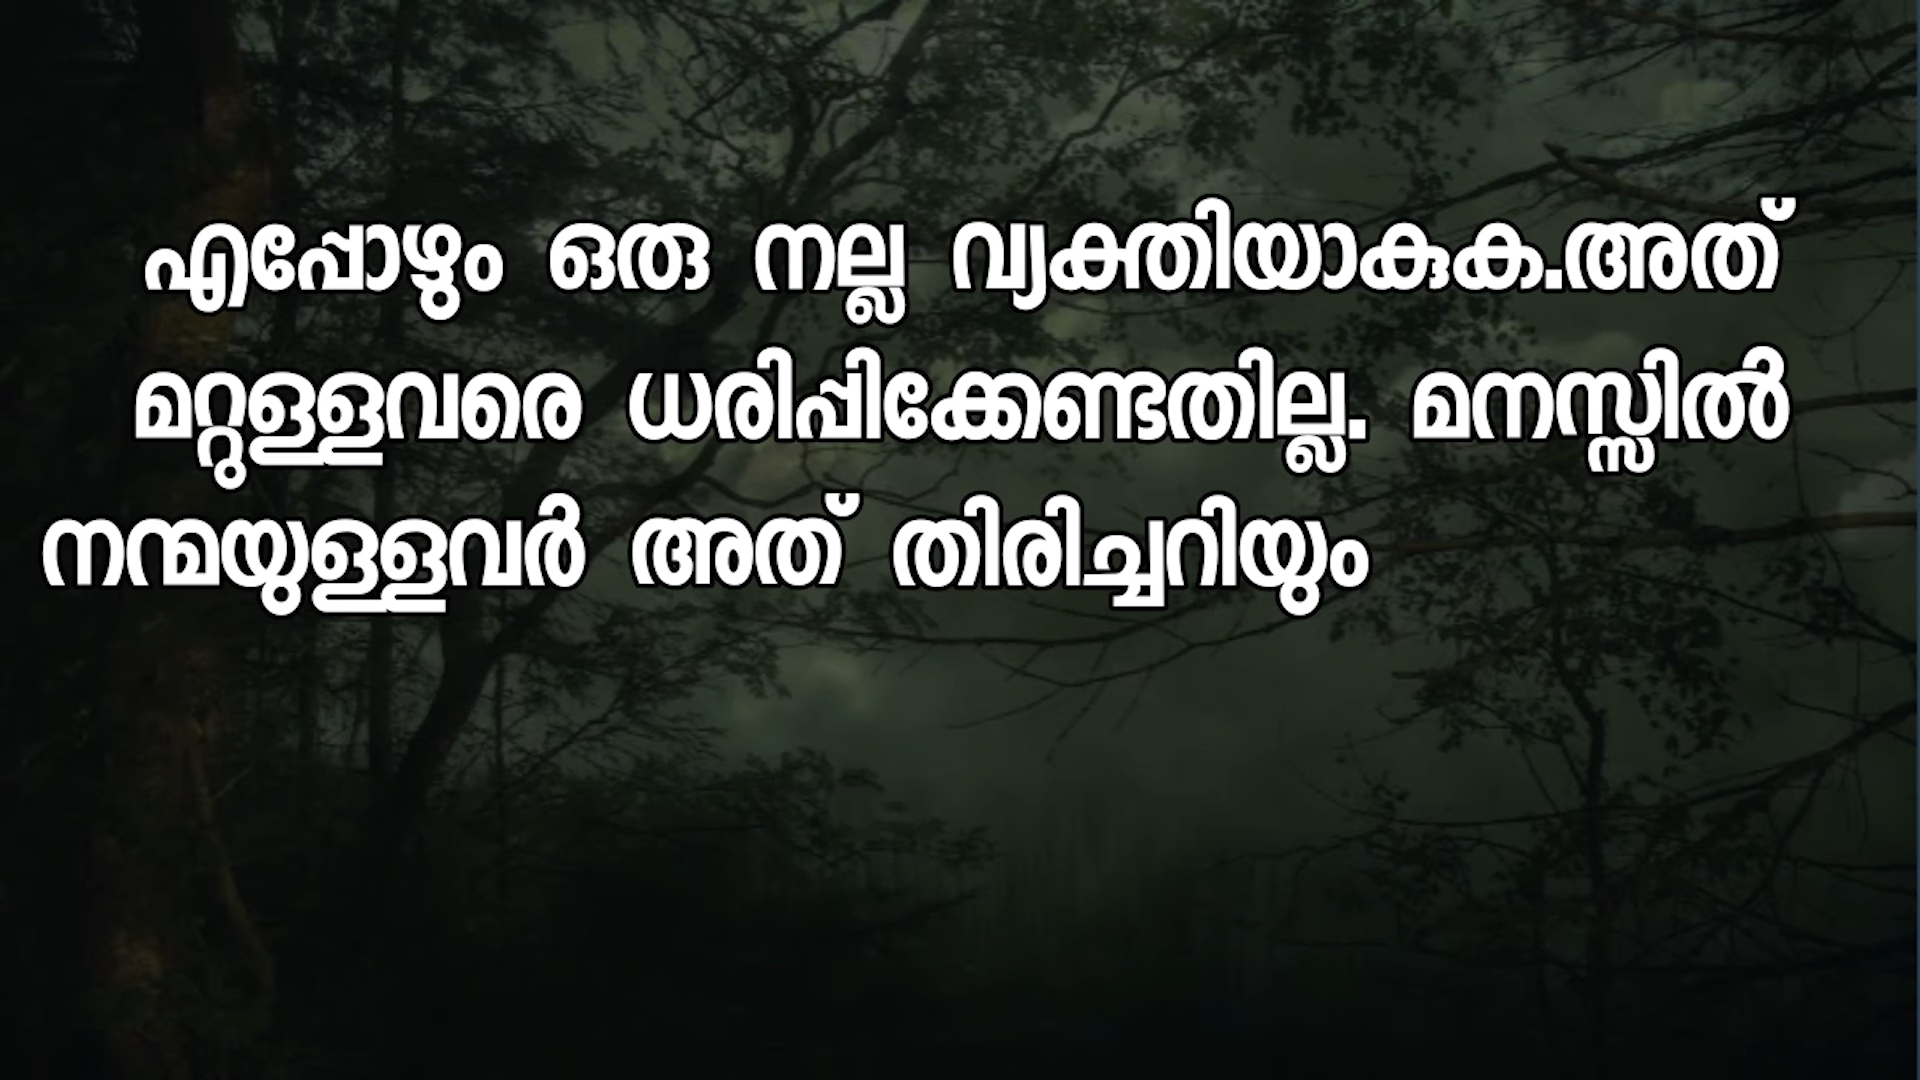 എപ്പോഴും ഒരു നല്ല വ്യക്തിയാകുക.അത്
മറ്റുള്ളവരെ ധരിപ്പിക്കേണ്ടതില്ല. മനസ്സിൽ
നന്മയുള്ളവർ അത് തിരിച്ചറിയും